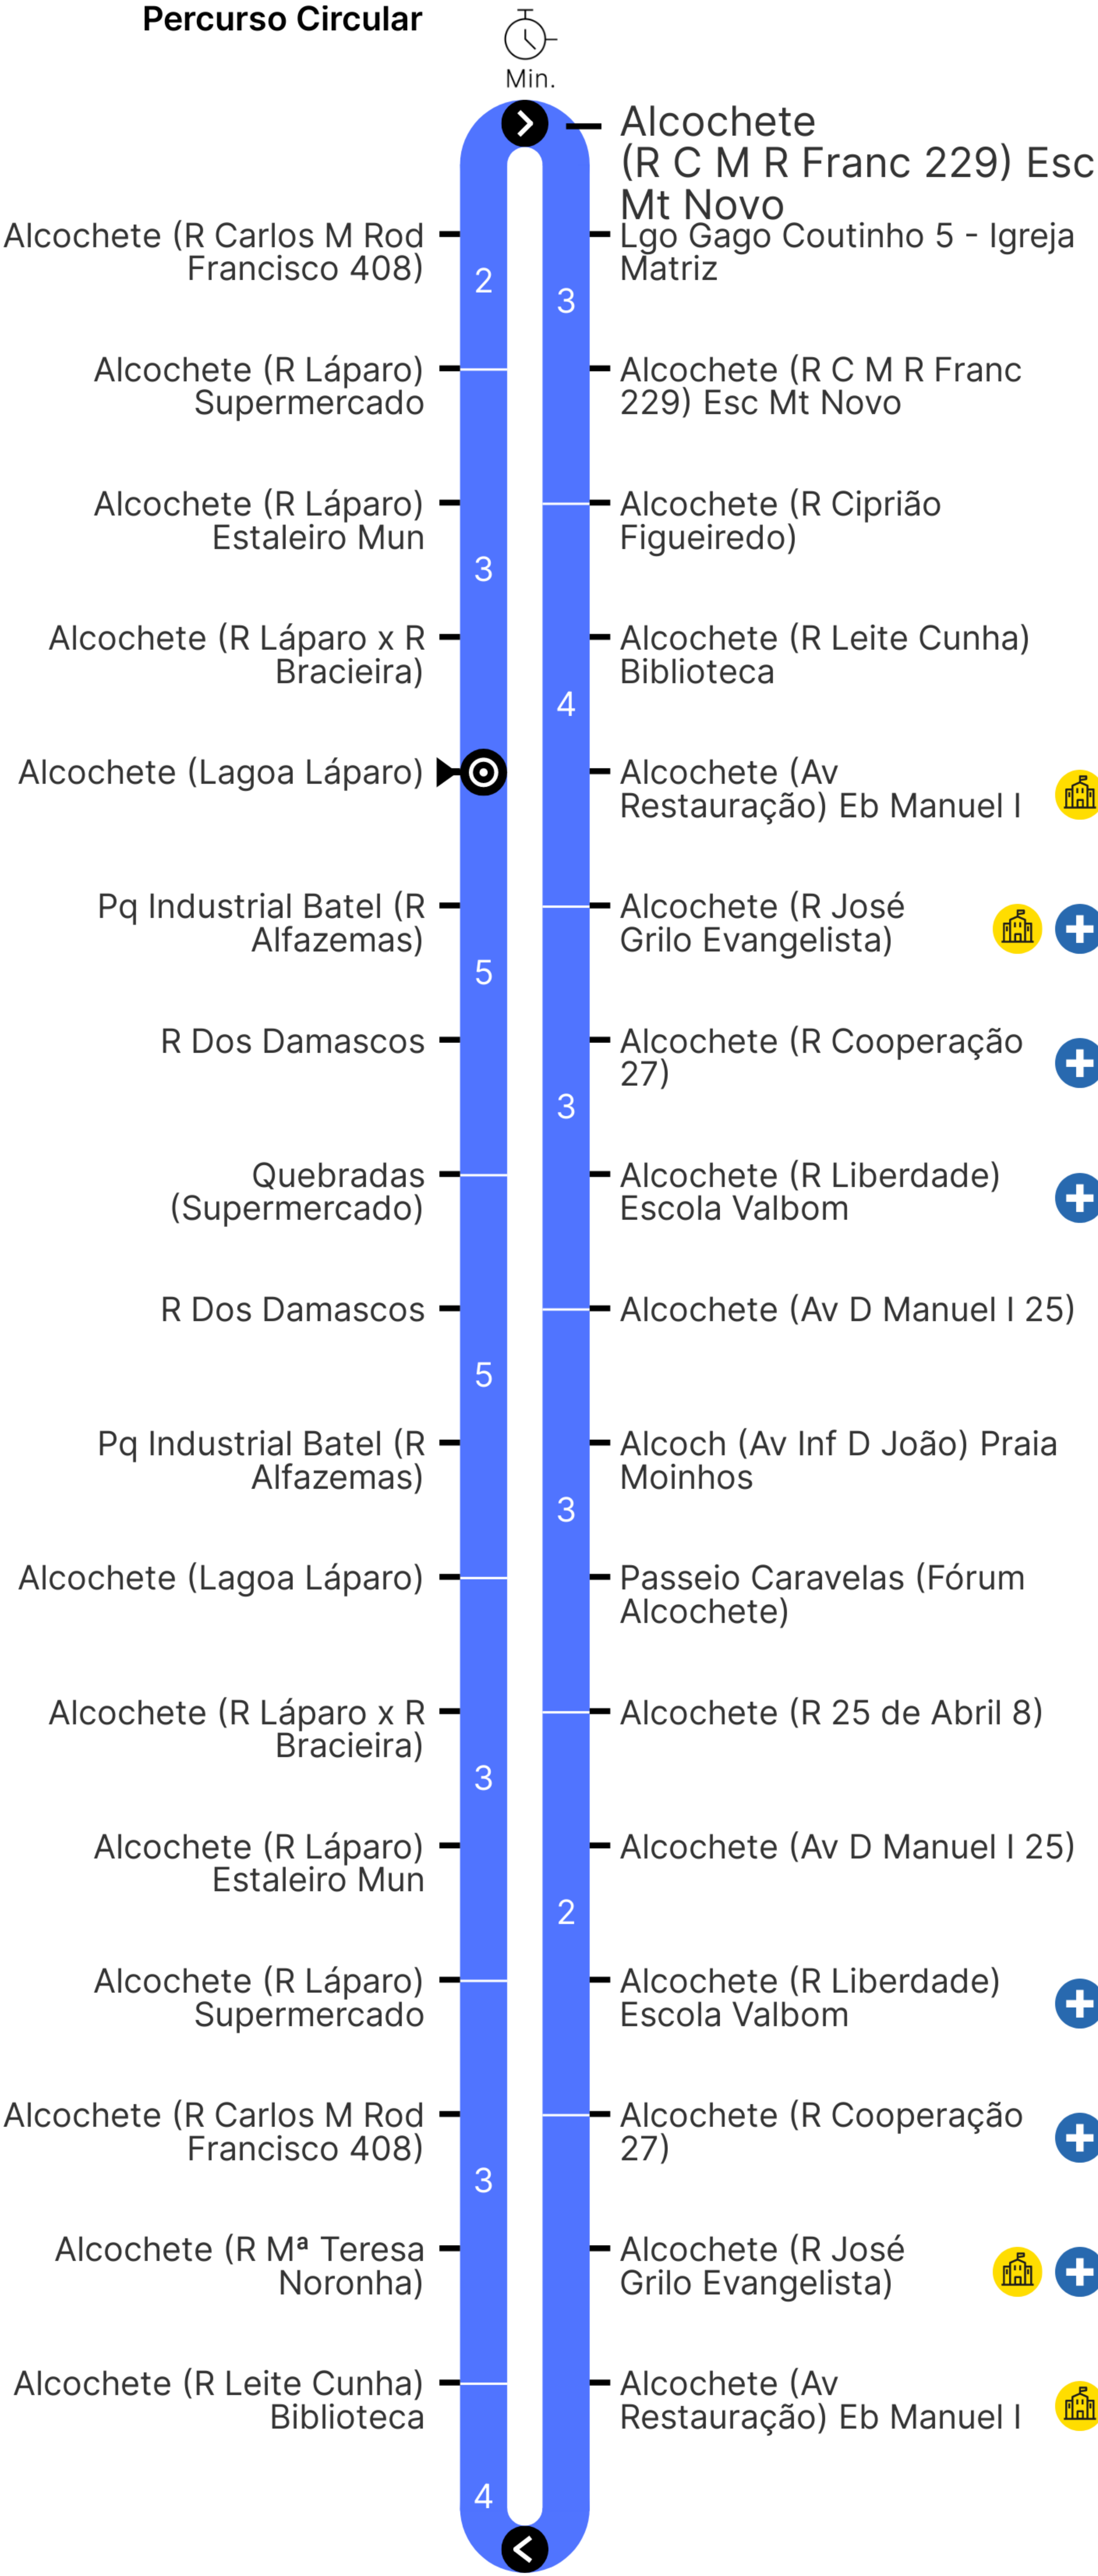 Percurso Circular
Min.
Alcochete
(R C M R Franc 229) Esc
Mt Novo
Lgo Gago Coutinho 5 - Igreja
Matriz
3
Alcochete (R C M R Franc
229) Esc Mt Novo
Alcochete (R Ciprião
Figueiredo)
Alcochete (R Leite Cunha)
Biblioteca
4
Alcochete (Av
Restauração) Eb Manuel I
Alcochete (R José
Grilo Evangelista)
Alcochete (R Cooperação
27)
3
Alcochete (R Liberdade)
Escola Valbom
Alcochete (Av D Manuel I 25)
Alcoch (Av Inf D João) Praia
Moinhos
3
Passeio Caravelas (Fórum
Alcochete)
Alcochete (R 25 de Abril 8)
Alcochete (Av D Manuel I 25)
2
Alcochete (R Liberdade)
Escola Valbom
Alcochete (R Cooperação
27)
Alcochete (R José
Grilo Evangelista)
Alcochete (Av
Restauração) Eb Manuel I
Alcochete (R Carlos M Rod
Francisco 408)
2
Alcochete (R Láparo)
Supermercado
Alcochete (R Láparo)
Estaleiro Mun
3
Alcochete (R Láparo x R
Bracieira)
Alcochete (Lagoa Láparo)
Pq Industrial Batel (R
Alfazemas)
5
R Dos Damascos
Quebradas
(Supermercado)
R Dos Damascos
5
Pq Industrial Batel (R
Alfazemas)
Alcochete (Lagoa Láparo)
Alcochete (R Láparo x R
Bracieira)
3
Alcochete (R Láparo)
Estaleiro Mun
Alcochete (R Láparo)
Supermercado
Alcochete (R Carlos M Rod
Francisco 408)
3
Alcochete (R Mª Teresa
Noronha)
Alcochete (R Leite Cunha)
Biblioteca
4